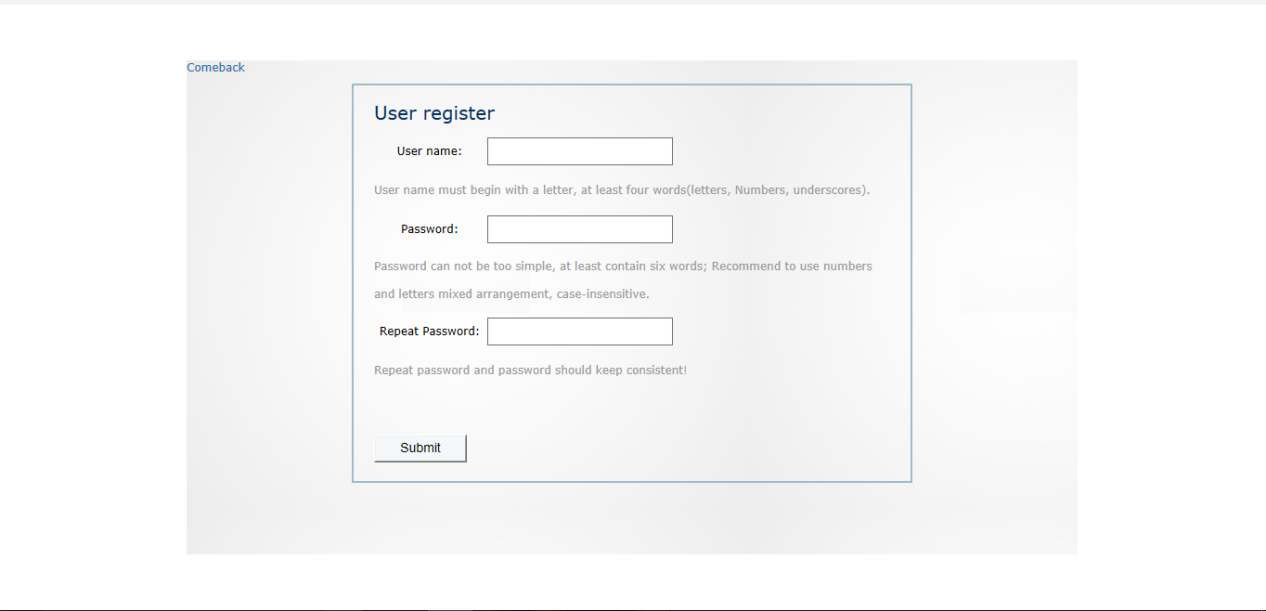 Comeback
User register
User name:
User name must begin with a letter, at least four words(letters, Numbers, underscores).
Password:
Password can not be too simple, at least contain six words; Recommend to use numbers
and letters mixed arrangement, case-insensitive.
Repeat Password:
Repeat password and password should keep consistent!
Submit